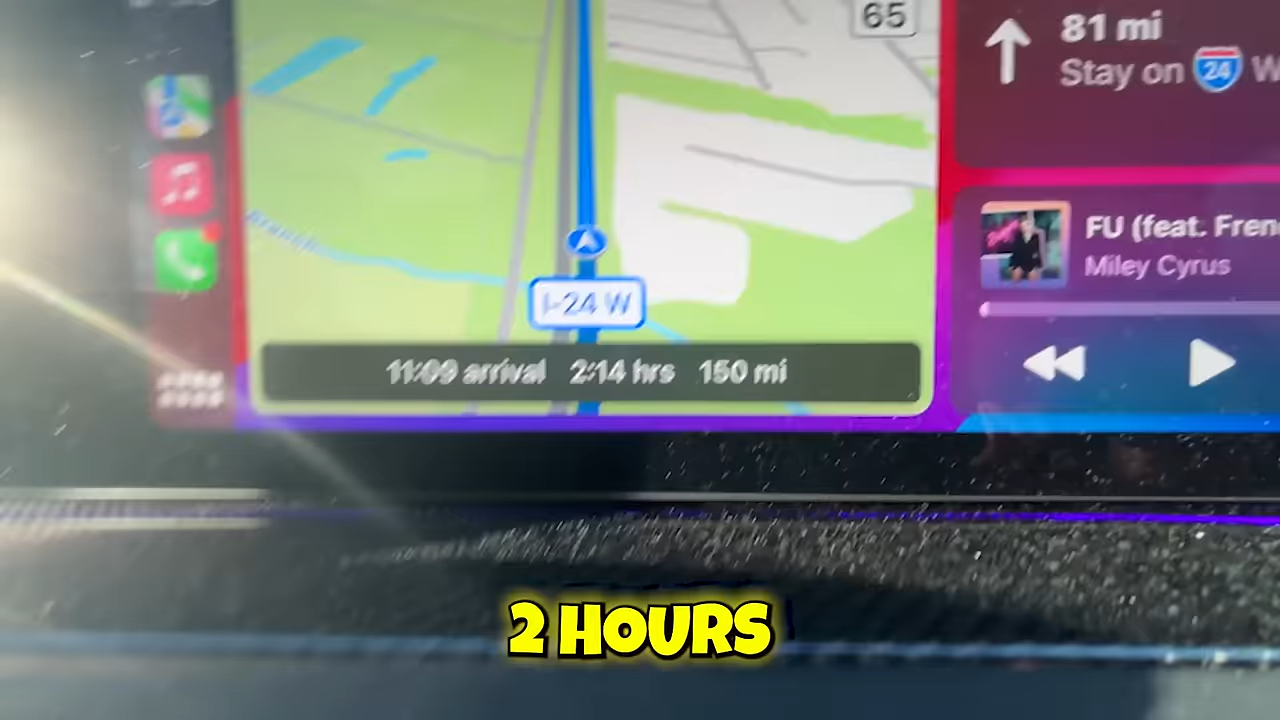 65
81 mi
Stay on 24 W
FU (feat. Fren
Miley Cyrus
I-24 W
11:09 arrival 2:14 hrs 150 mi
2 HOURS